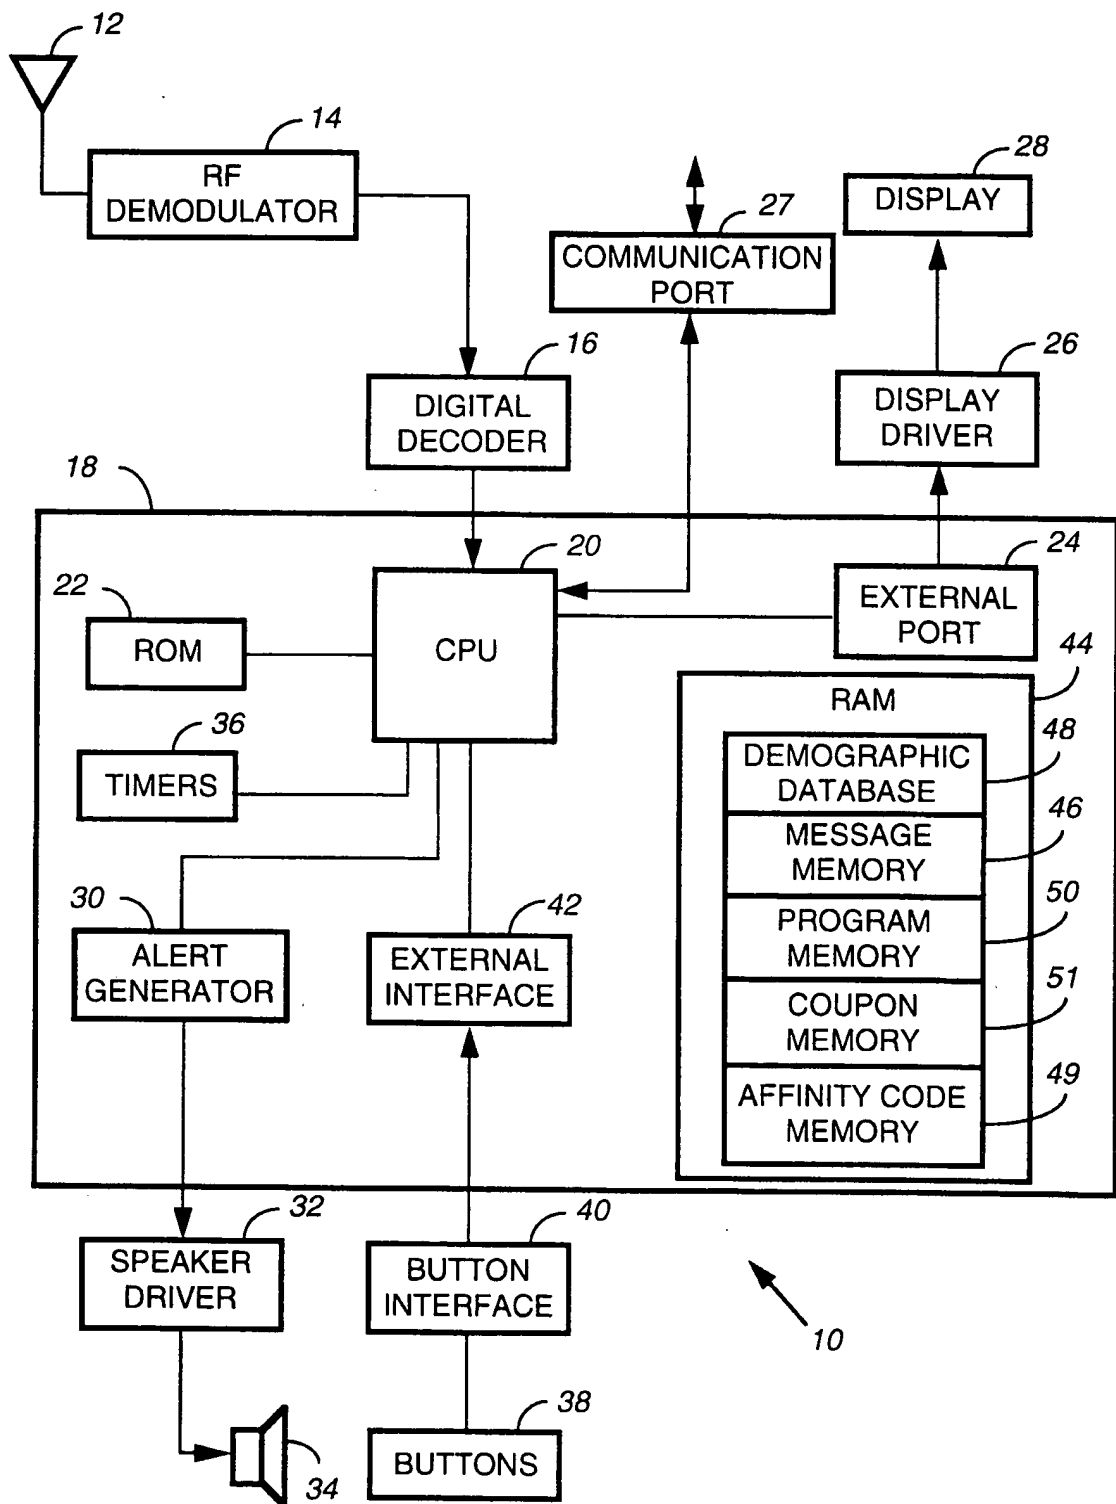 12
14
RF
DEMODULATOR
28
DISPLAY
27
COMMUNICATION
PORT
16
DIGITAL
DECODER
26
DISPLAY
DRIVER
18
20
CPU
24
EXTERNAL
PORT
22
ROM
44
RAM
36
TIMERS
48
DEMOGRAPHIC
DATABASE
46
MESSAGE
MEMORY
30
ALERT
GENERATOR
42
EXTERNAL
INTERFACE
50
PROGRAM
MEMORY
51
COUPON
MEMORY
49
AFFINITY CODE
MEMORY
32
SPEAKER
DRIVER
40
BUTTON
INTERFACE
10
34
38
BUTTONS